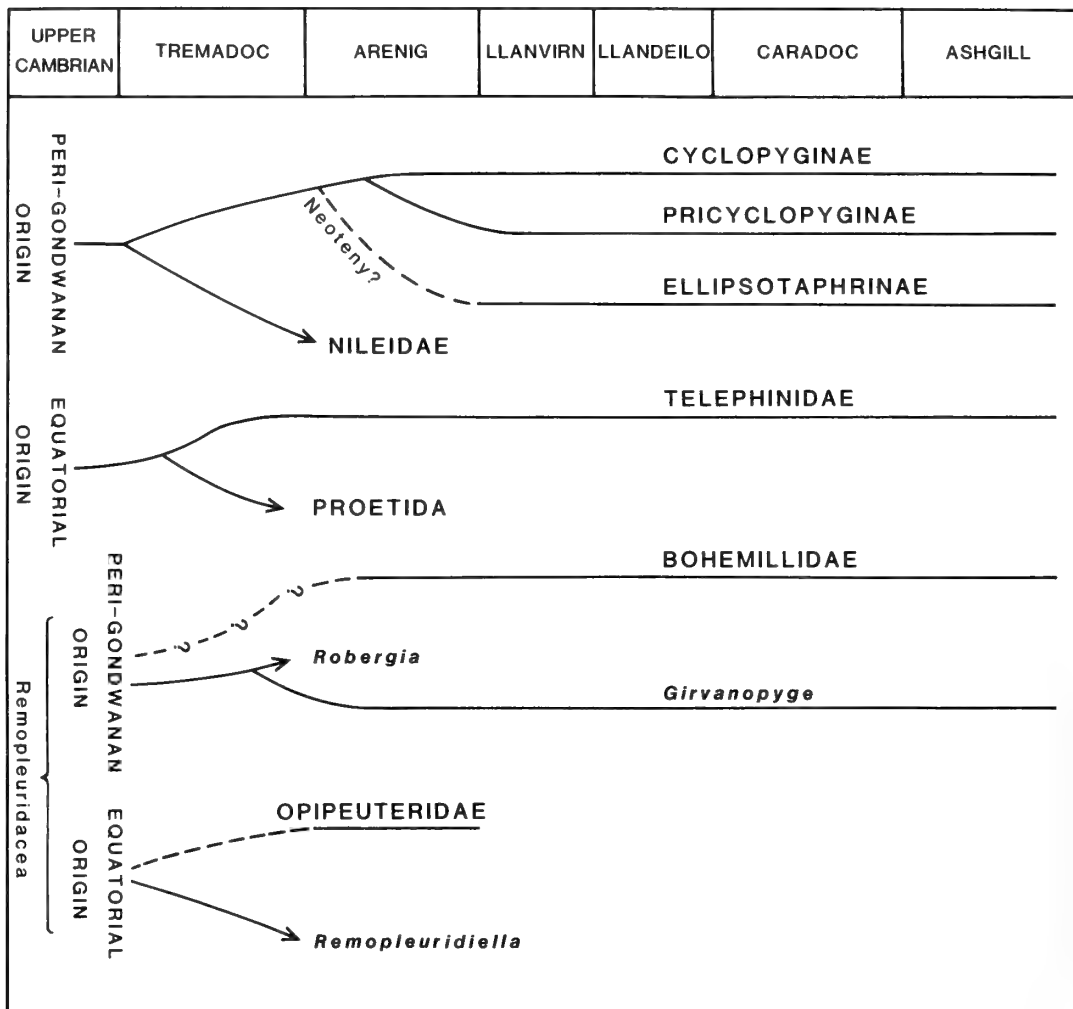 UPPER
CAMBRIAN
TREMADOC
ARENIG
LLANVIRN
LLANDEILO
CARADOC
ASHGILL
PERI-GONDWANAN
ORIGIN
CYCLOPYGINAE
PRICYCLOPYGINAE
Neoteny?
ELLIPSOTAPHRINAE
NILEIDAE
EQUATORIAL
ORIGIN
TELEPHINIDAE
PROETIDA
Remopleuridacea
PERI-GONDWANAN
ORIGIN
BOHEMILLIDAE
?
?
?
Robergia
Girvanopyge
EQUATORIAL
ORIGIN
OPIPEUTERIDAE
Remopleuridiella